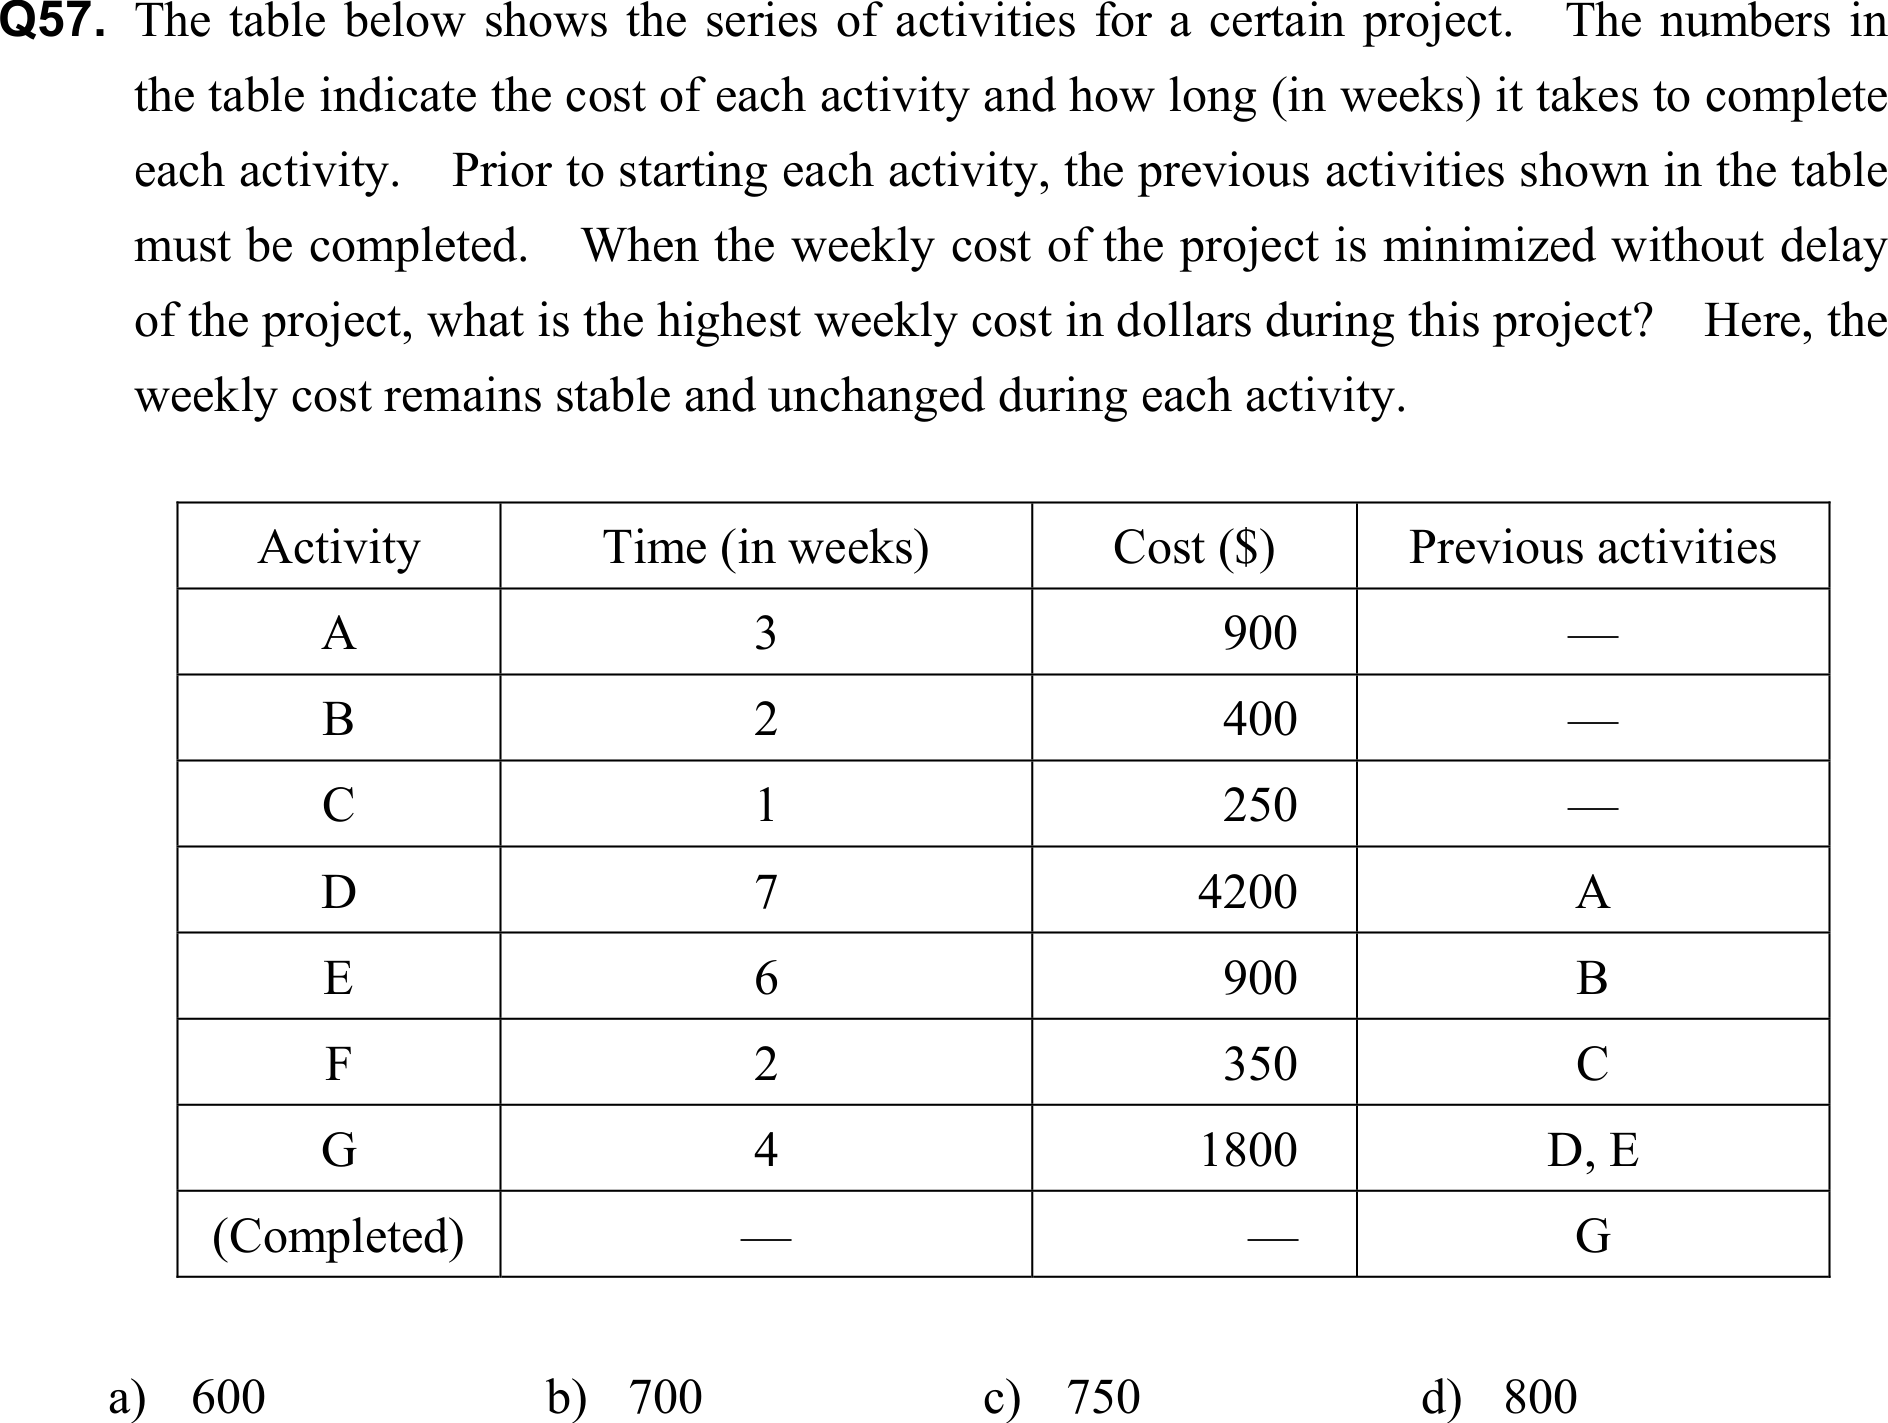 Q57. The table below shows the series of activities for a certain project. The numbers in
the table indicate the cost of each activity and how long (in weeks) it takes to complete
each activity. Prior to starting each activity, the previous activities shown in the table
must be completed. When the weekly cost of the project is minimized without delay
of the project, what is the highest weekly cost in dollars during this project? Here, the
weekly cost remains stable and unchanged during each activity.
Activity Time (in weeks) Cost ($) Previous activities
A 3 900 —
B 2 400 —
C 1 250 —
D 7 4200 A
E 6 900 B
F 2 350 C
G 4 1800 D, E
(Completed) — — G
a) 600 b) 700 c) 750 d) 800